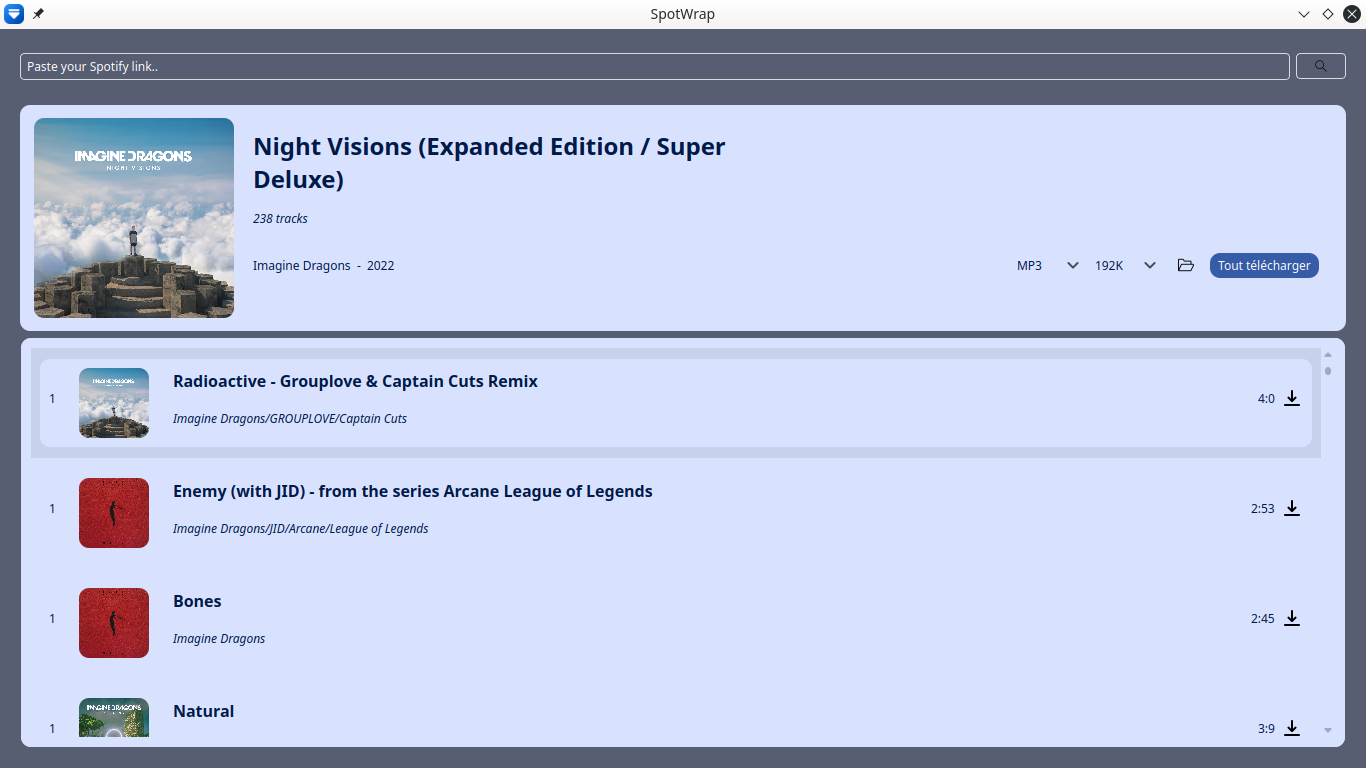 SpotWrap
Paste your Spotify link..
IMAGINE DRAGONS
NIGHT VISIONS
Night Visions (Expanded Edition / Super
Deluxe)
238 tracks
Imagine Dragons - 2022
MP3
192K
Tout télécharger
1
Radioactive - Grouplove & Captain Cuts Remix
Imagine Dragons/GROUPLOVE/Captain Cuts
4:0
1
Enemy (with JID) - from the series Arcane League of Legends
Imagine Dragons/JID/Arcane/League of Legends
2:53
1
Bones
Imagine Dragons
2:45
IMAGINE DRAGONS
1
Natural
3:9